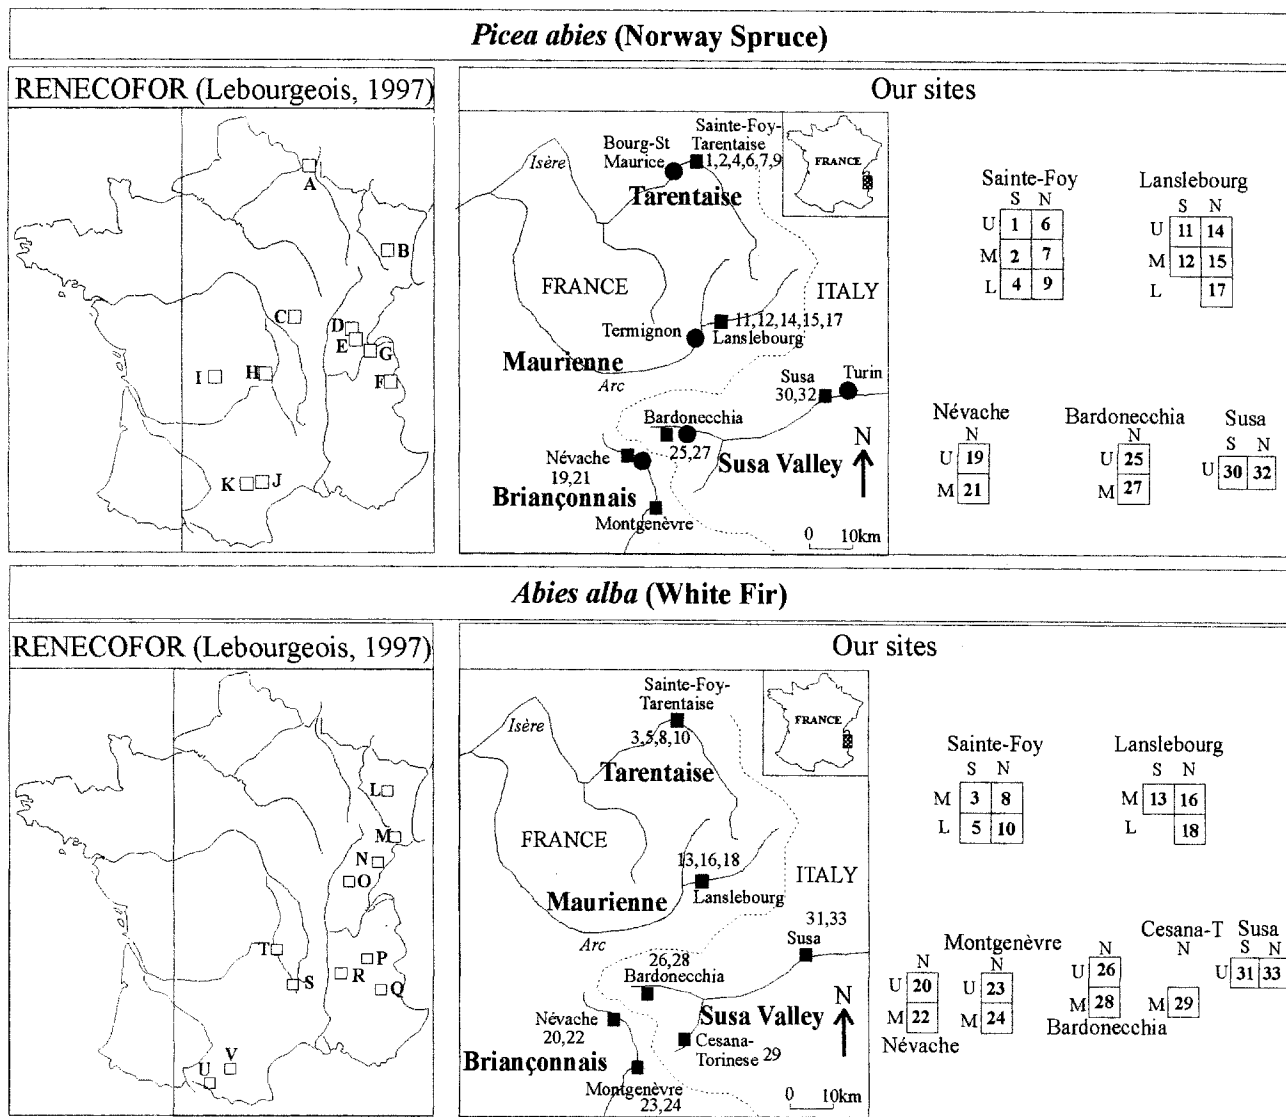 Picea abies (Norway Spruce)
RENECOFOR (Lebourgeois, 1997)
A
B
C
D
E
G
F
H
I
J
K
Our sites
Isère
Bourg-St
Maurice
Sainte-Foy-
Tarentaise
1,2,4,6,7,9
Tarentaise
FRANCE
FRANCE
ITALY
Termignon
11,12,14,15,17
Lanslebourg
Maurienne
Arc
Susa
30,32
Turin
Bardonecchia
25,27
Névache
19,21
Susa Valley
N
Briançonnais
Montgenèvre
0 10km
Sainte-Foy
S N
U 1 6
M 2 7
L 4 9
Lanslebourg
S N
U 11 14
M 12 15
L 17
Névache
N
U 19
M 21
Bardonecchia
N
U 25
M 27
Susa
S N
U 30 32
Abies alba (White Fir)
RENECOFOR (Lebourgeois, 1997)
L
M
N
O
P
Q
R
S
T
U
V
Our sites
Isère
Sainte-Foy-
Tarentaise
3,5,8,10
Tarentaise
FRANCE
FRANCE
ITALY
13,16,18
Lanslebourg
Maurienne
Arc
31,33
Susa
26,28
Bardonecchia
Névache
20,22
Susa Valley
N
Cesana-
Torinese 29
Briançonnais
Montgenèvre
23,24
0 10km
Sainte-Foy
S N
M 3 8
L 5 10
Lanslebourg
S N
M 13 16
L 18
N
U 20
M 22
Névache
Montgenèvre
N
U 23
M 24
N
U 26
M 28
Bardonecchia
Cesana-T
N
M 29
Susa
S N
U 31 33